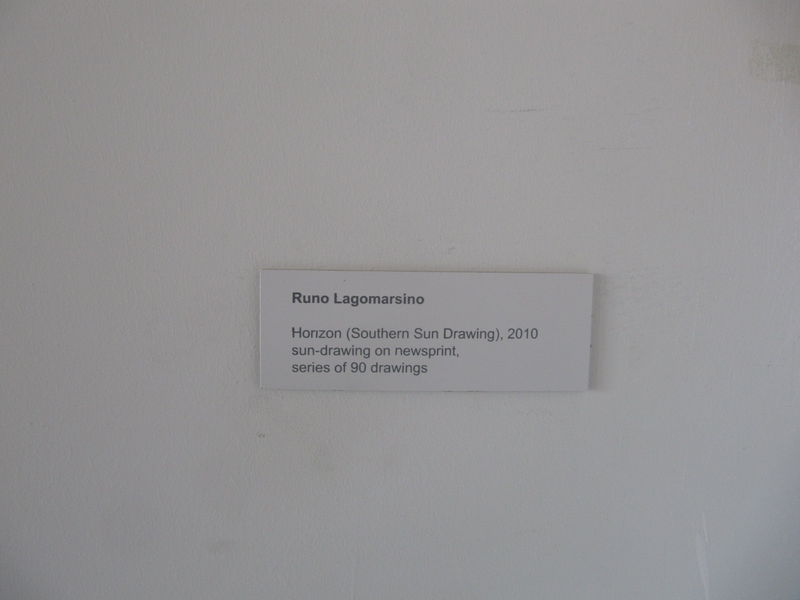 Runo Lagomarsino
Horizon (Southern Sun Drawing), 2010
sun-drawing on newsprint,
series of 90 drawings